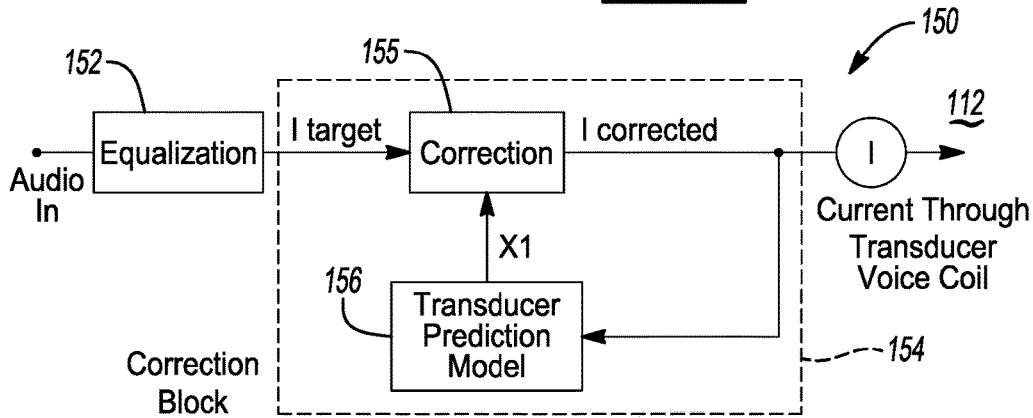 150
152
155
112
I target
I corrected
Equalization
Correction
I
Audio
In
Current Through
Transducer
Voice Coil
X1
156
Transducer
Prediction
Model
154
Correction
Block